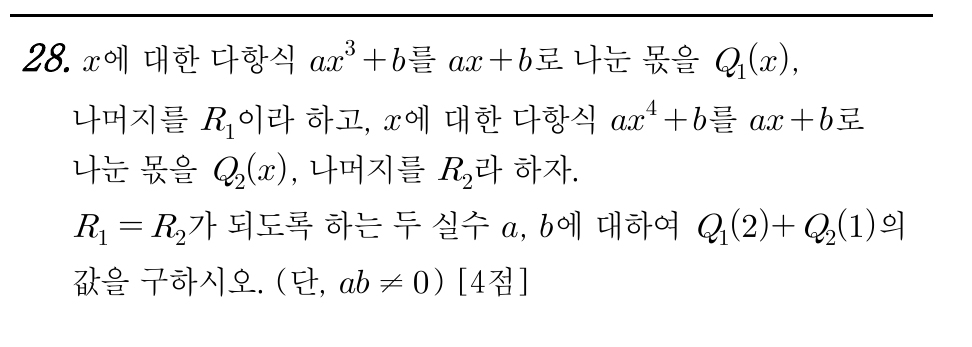 28. x에 대한 다항식 ax³+b를 ax+b로 나눈 몫을 Q₁(x),
나머지를 R₁이라 하고, x에 대한 다항식 ax⁴+b를 ax+b로
나눈 몫을 Q₂(x), 나머지를 R₂라 하자.
R₁ = R₂가 되도록 하는 두 실수 a, b에 대하여 Q₁(2)+Q₂(1)의
값을 구하시오. (단, ab ≠ 0) [4점]